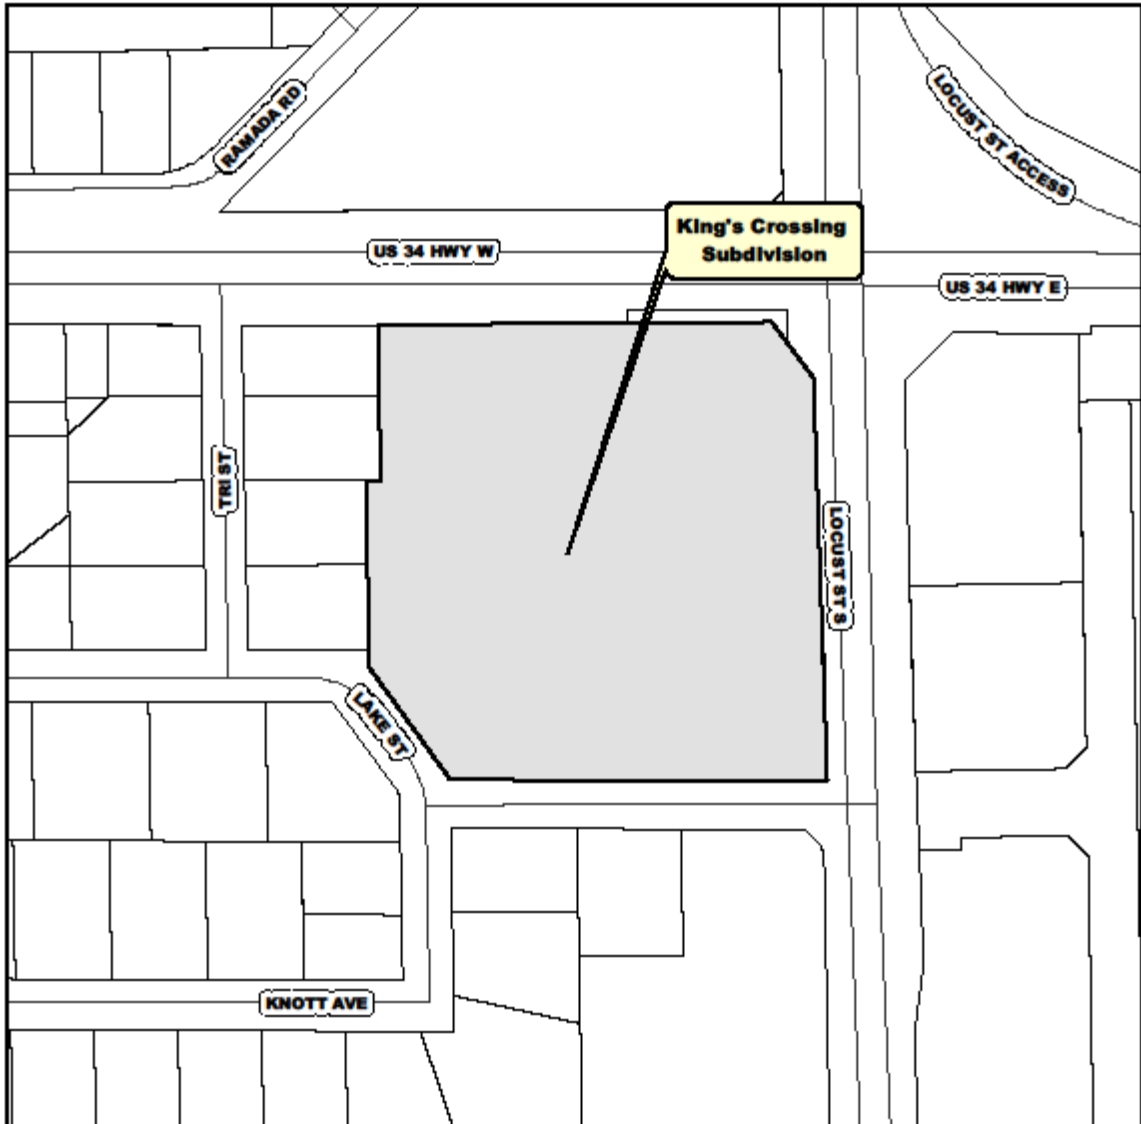 RAMADA RD
LOCUST ST ACCESS
King's Crossing
Subdivision
US 34 HWY W
US 34 HWY E
TRI ST
LOCUST ST S
LAKE ST
KNOTT AVE